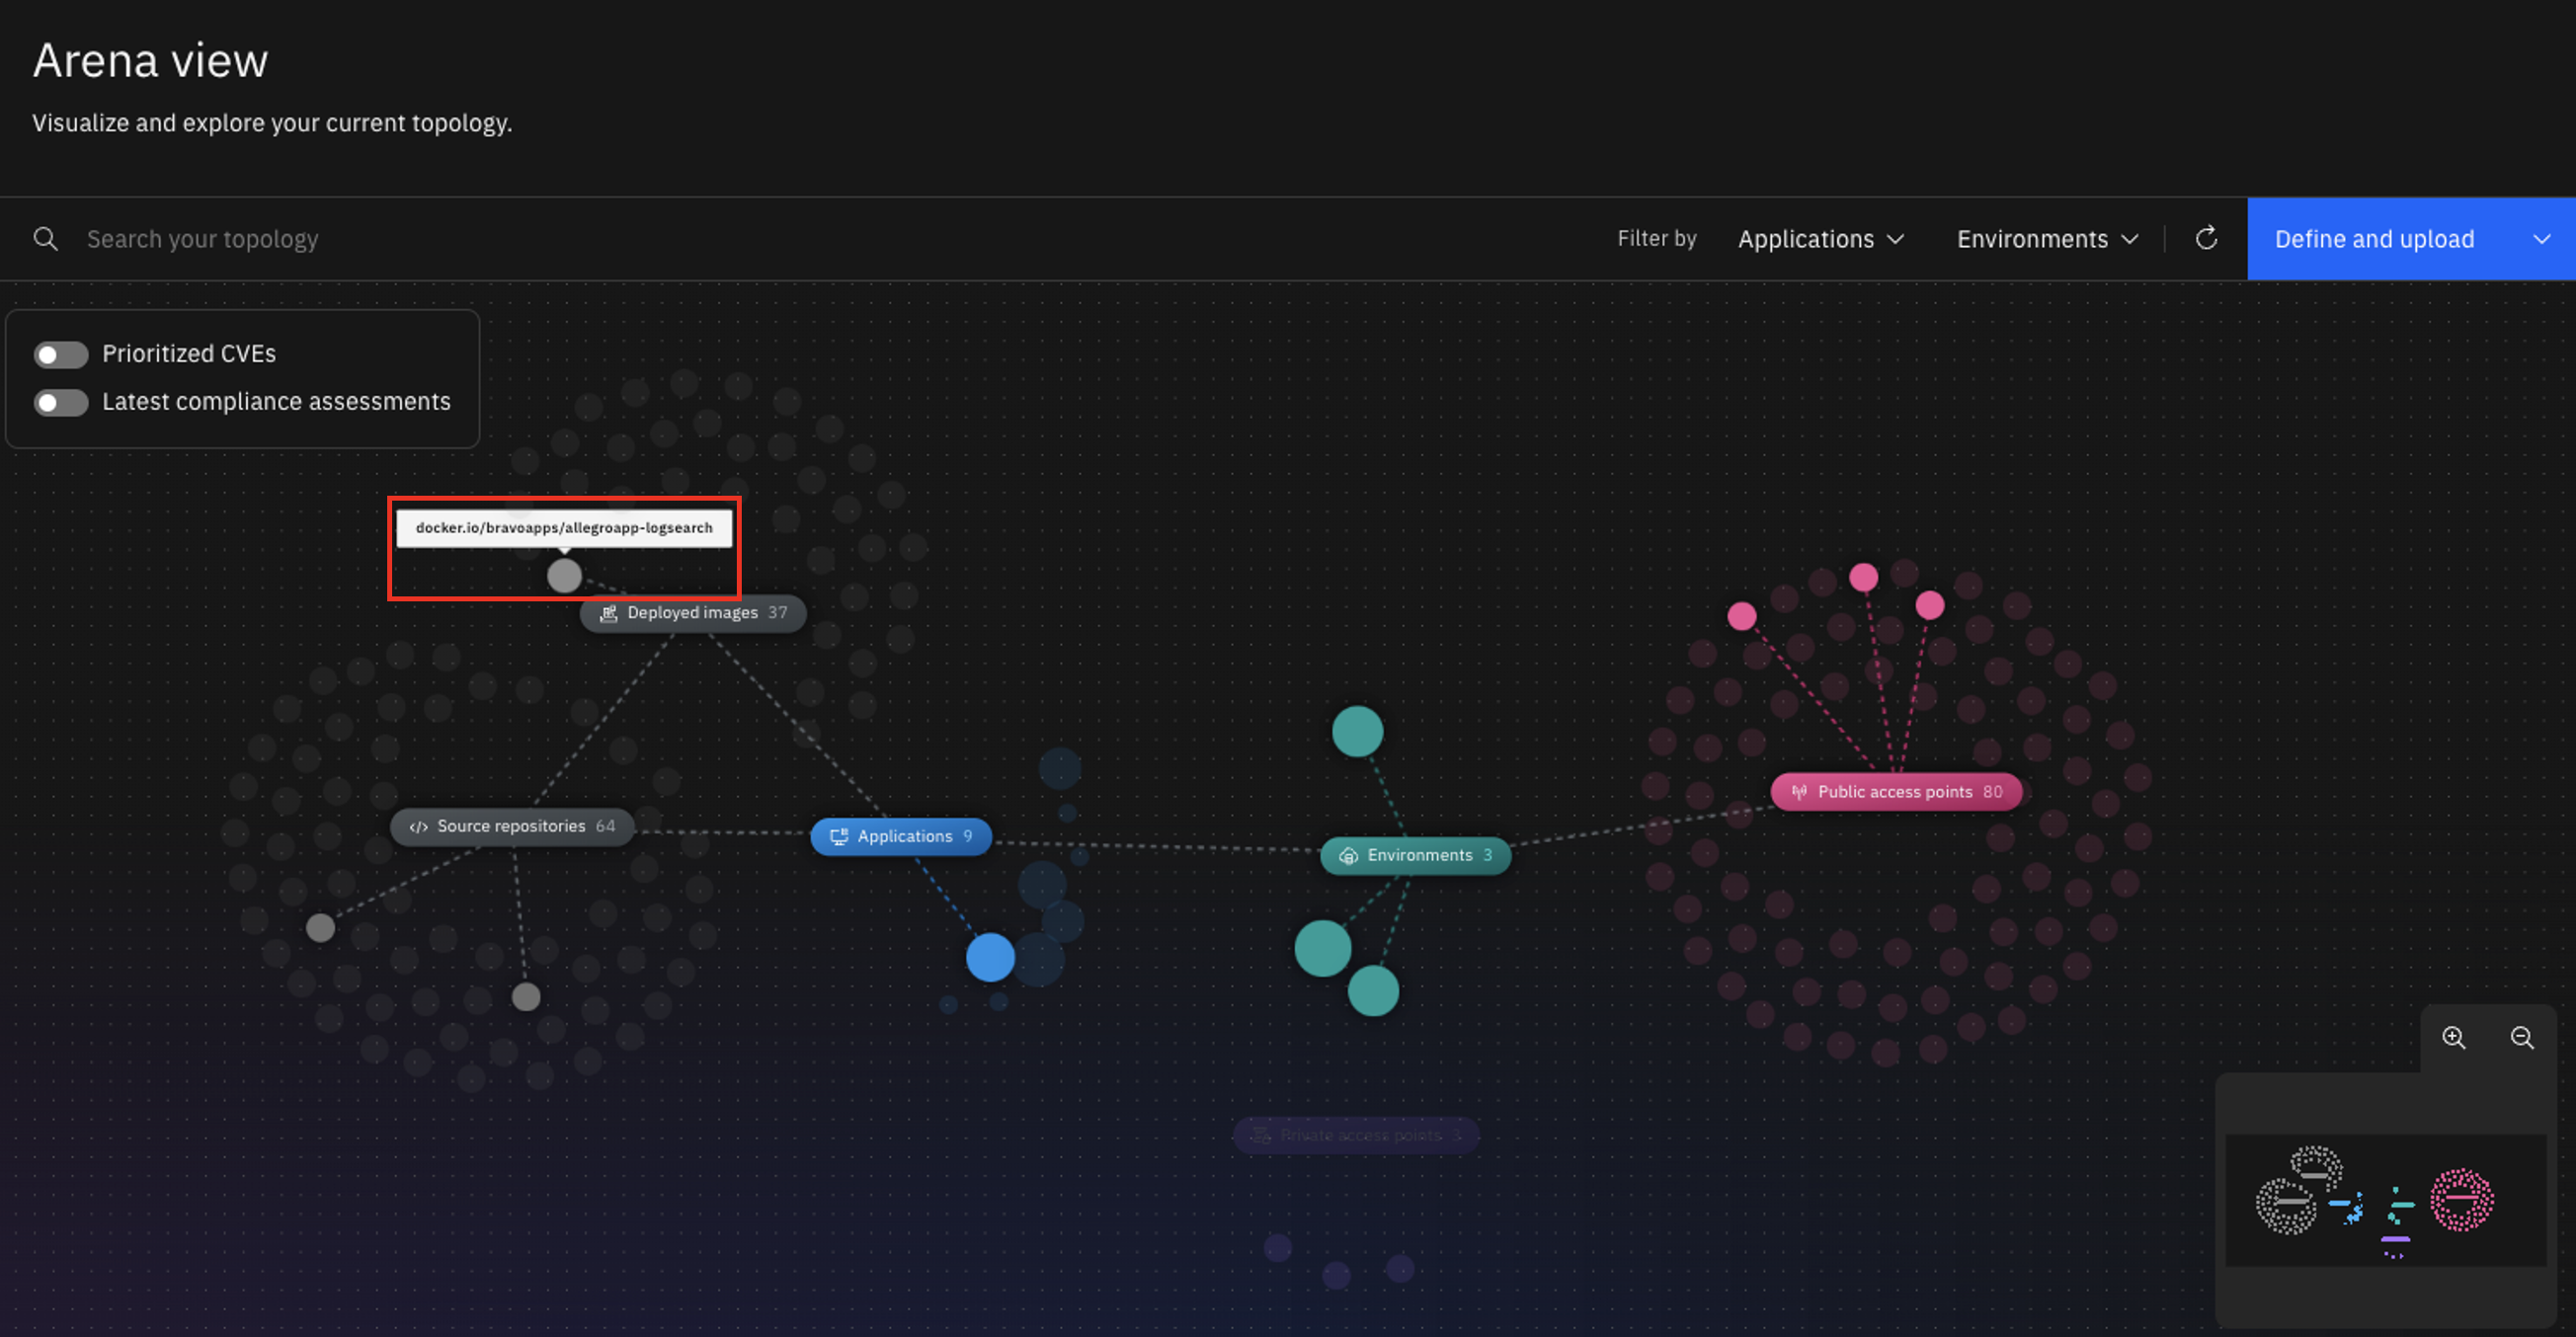 Arena view
Visualize and explore your current topology.
Search your topology
Filter by
Applications
Environments
Define and upload
Prioritized CVEs
Latest compliance assessments
docker.io/bravoapps/allegroapp-logsearch
Deployed images 37
Public access points 80
Source repositories 64
Applications 9
Environments 3
Private access points 3